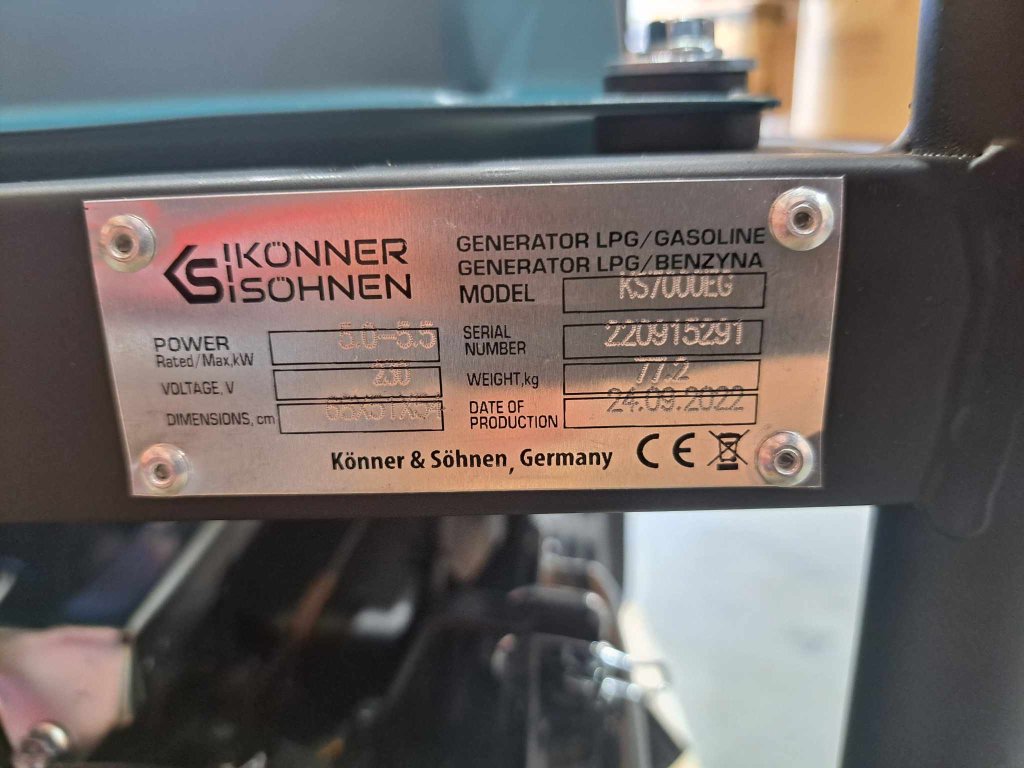 KÖNNER
SÖHNEN
GENERATOR LPG/GASOLINE
GENERATOR LPG/BENZYNA
MODEL KS7000EG
POWER
Rated/Max,kW 5.0-5.5
SERIAL
NUMBER 220915291
VOLTAGE, V 230
WEIGHT,kg 77.2
DIMENSIONS, cm
DATE OF
PRODUCTION 24.09.2022
Könner & Söhnen, Germany CE